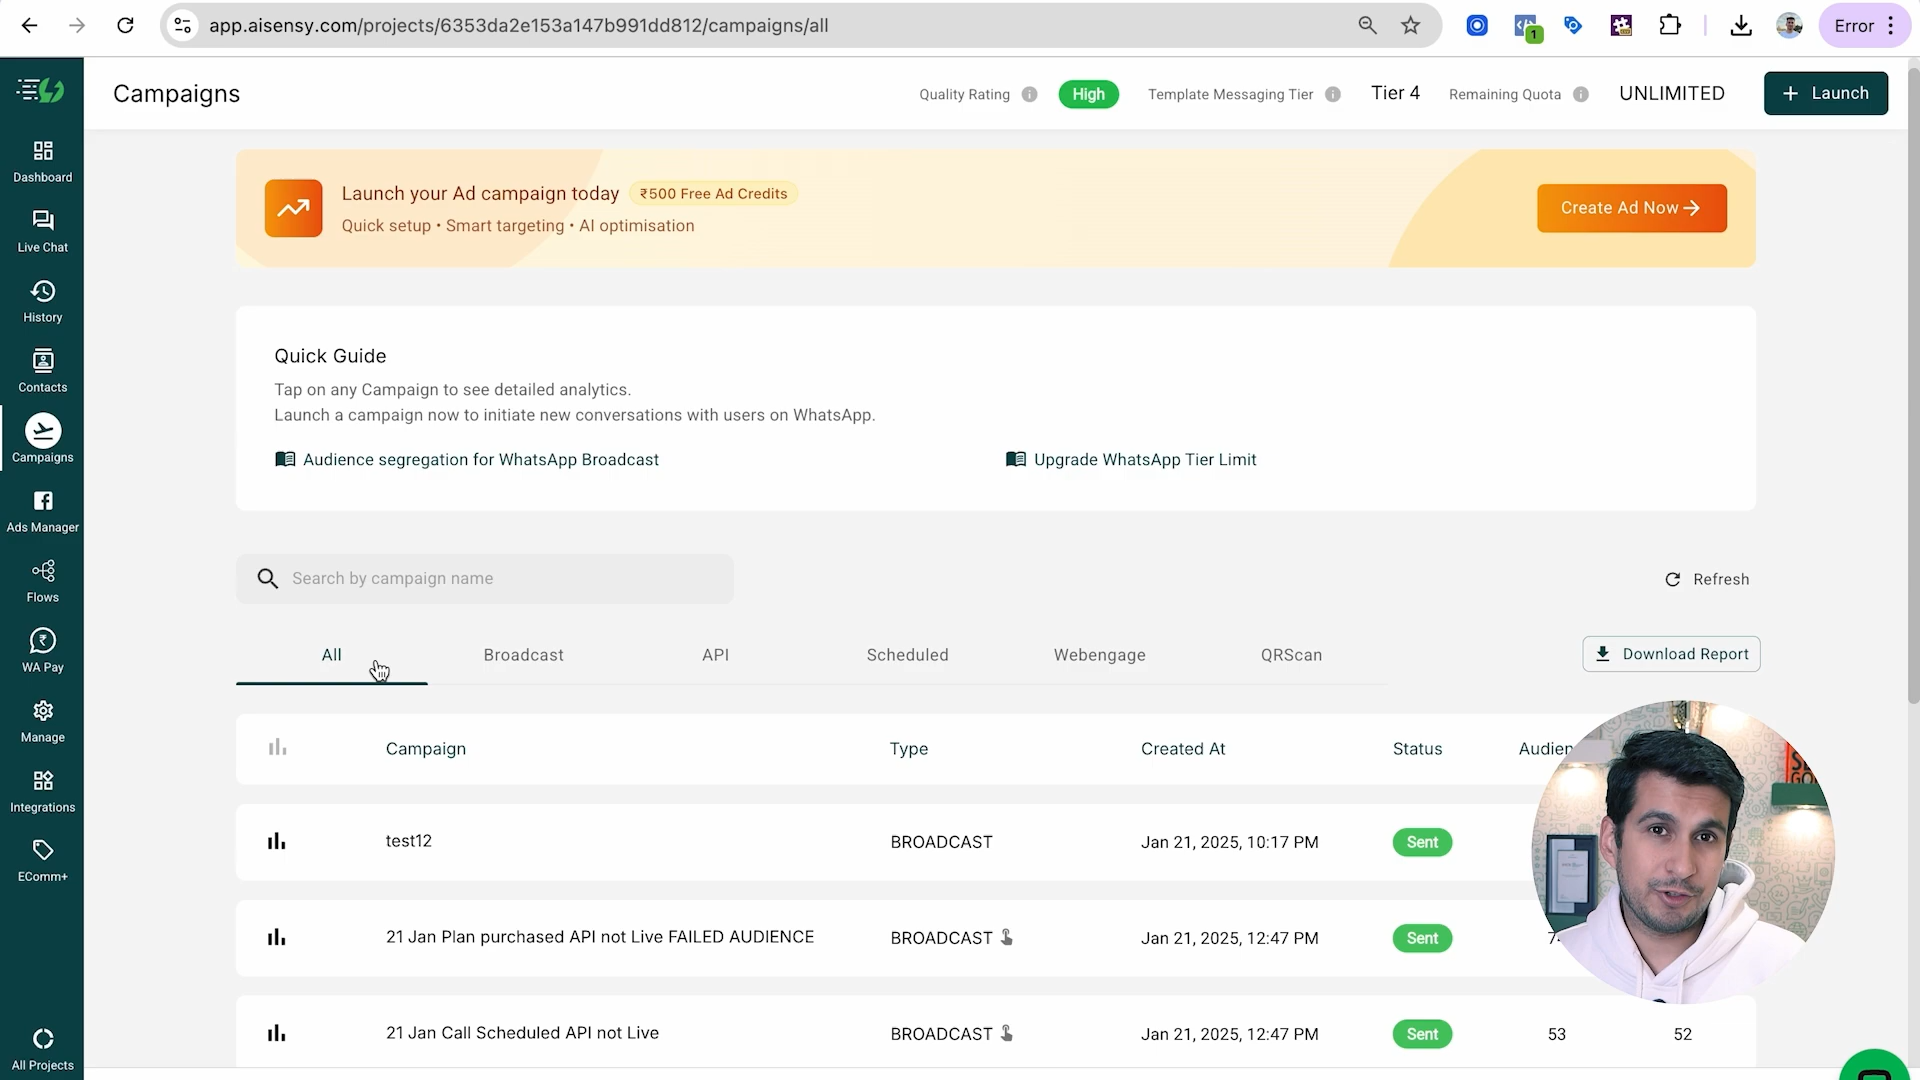 app.aisensy.com/projects/6353da2e153a147b991dd812/campaigns/all
1
Error
Campaigns
Quality Rating
High
Template Messaging Tier
Tier 4
Remaining Quota
UNLIMITED
+ Launch
Dashboard
Live Chat
History
Contacts
Campaigns
Ads Manager
Flows
WA Pay
Manage
Integrations
EComm+
All Projects
Launch your Ad campaign today
₹500 Free Ad Credits
Quick setup • Smart targeting • AI optimisation
Create Ad Now →
Quick Guide
Tap on any Campaign to see detailed analytics.
Launch a campaign now to initiate new conversations with users on WhatsApp.
Audience segregation for WhatsApp Broadcast
Upgrade WhatsApp Tier Limit
Search by campaign name
Refresh
All
Broadcast
API
Scheduled
Webengage
QRScan
Download Report
Campaign
Type
Created At
Status
test12
BROADCAST
Jan 21, 2025, 10:17 PM
Sent
21 Jan Plan purchased API not Live FAILED AUDIENCE
BROADCAST
Jan 21, 2025, 12:47 PM
Sent
21 Jan Call Scheduled API not Live
BROADCAST
Jan 21, 2025, 12:47 PM
Sent
53
52